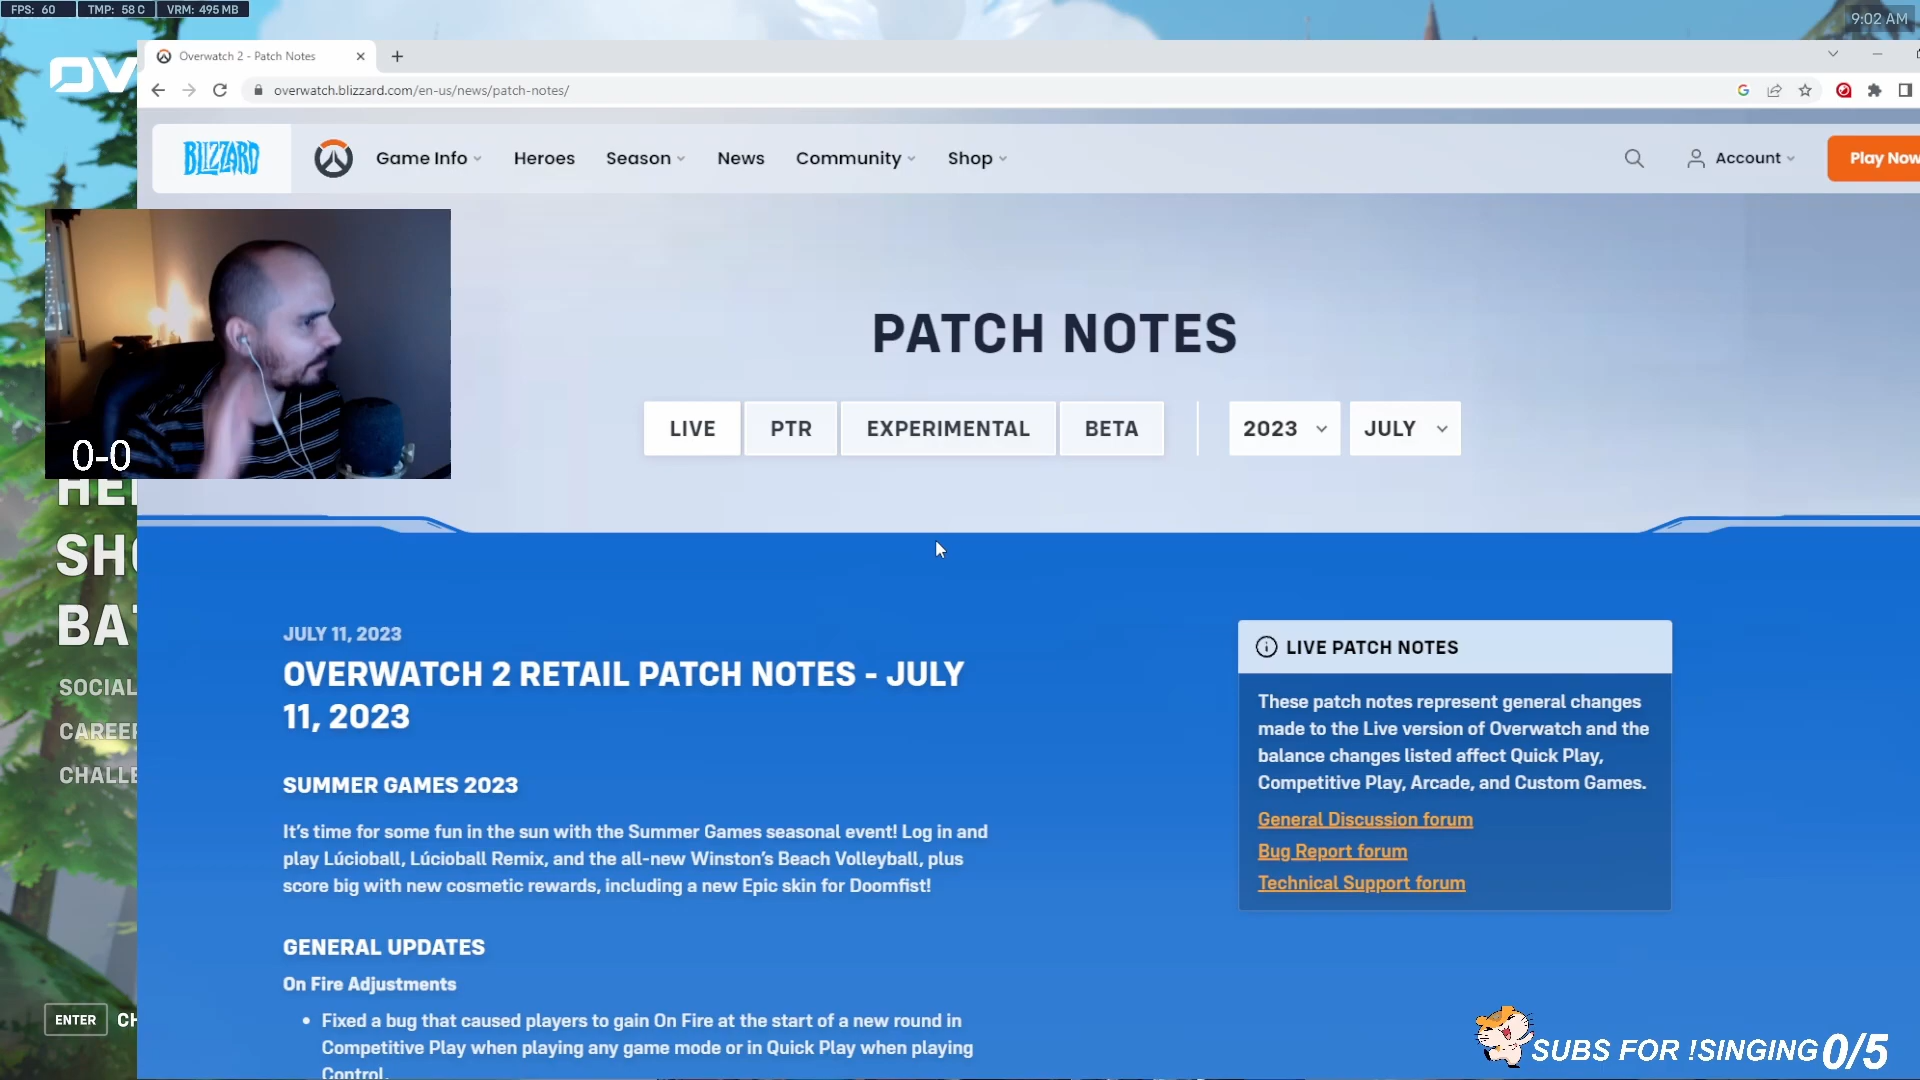 FPS: 60 TMP: 58 C VRM: 495 MB
9:02 AM
Overwatch 2 - Patch Notes
overwatch.blizzard.com/en-us/news/patch-notes/
OV
BLIZZARD
Game Info Heroes Season News Community Shop Account Play Now
PATCH NOTES
LIVE PTR EXPERIMENTAL BETA 2023 JULY
0-0
HE
SH
BA
SOCIAL
CAREER
CHALLE
ENTER CH
JULY 11, 2023
OVERWATCH 2 RETAIL PATCH NOTES - JULY
11, 2023
SUMMER GAMES 2023
It's time for some fun in the sun with the Summer Games seasonal event! Log in and
play Lúcioball, Lúcioball Remix, and the all-new Winston's Beach Volleyball, plus
score big with new cosmetic rewards, including a new Epic skin for Doomfist!
GENERAL UPDATES
On Fire Adjustments
• Fixed a bug that caused players to gain On Fire at the start of a new round in
Competitive Play when playing any game mode or in Quick Play when playing
Control.
LIVE PATCH NOTES
These patch notes represent general changes
made to the Live version of Overwatch and the
balance changes listed affect Quick Play,
Competitive Play, Arcade, and Custom Games.
General Discussion forum
Bug Report forum
Technical Support forum
SUBS FOR !SINGING 0/5